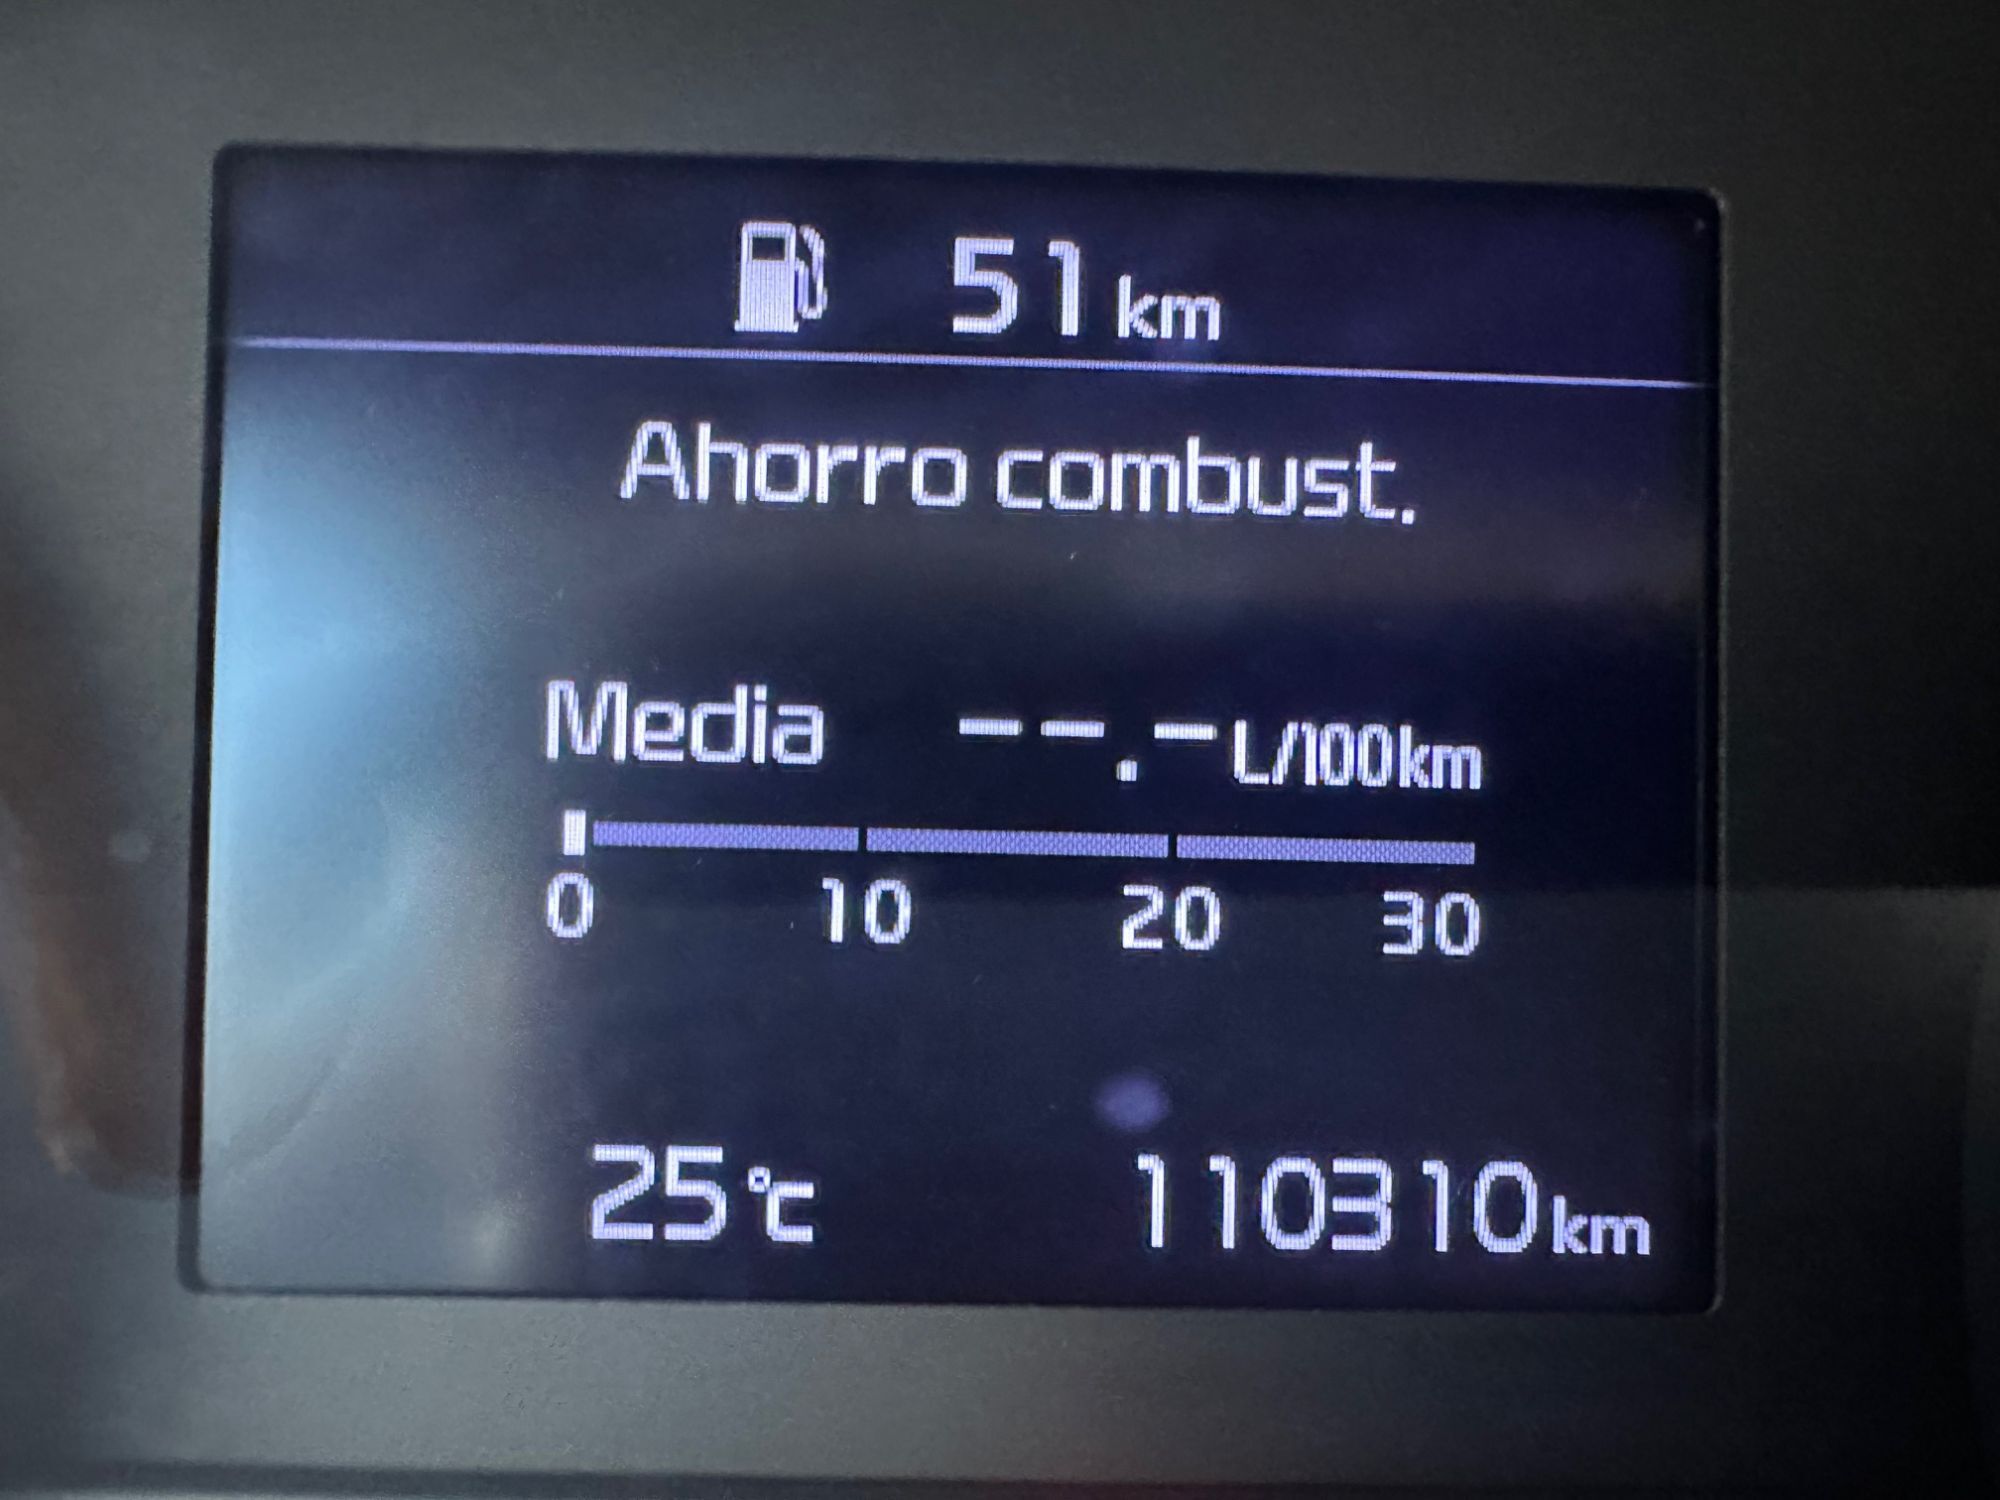 51 km
Ahorro combust.
Media --.- L/100km
0 10 20 30
25 °C 110310 km